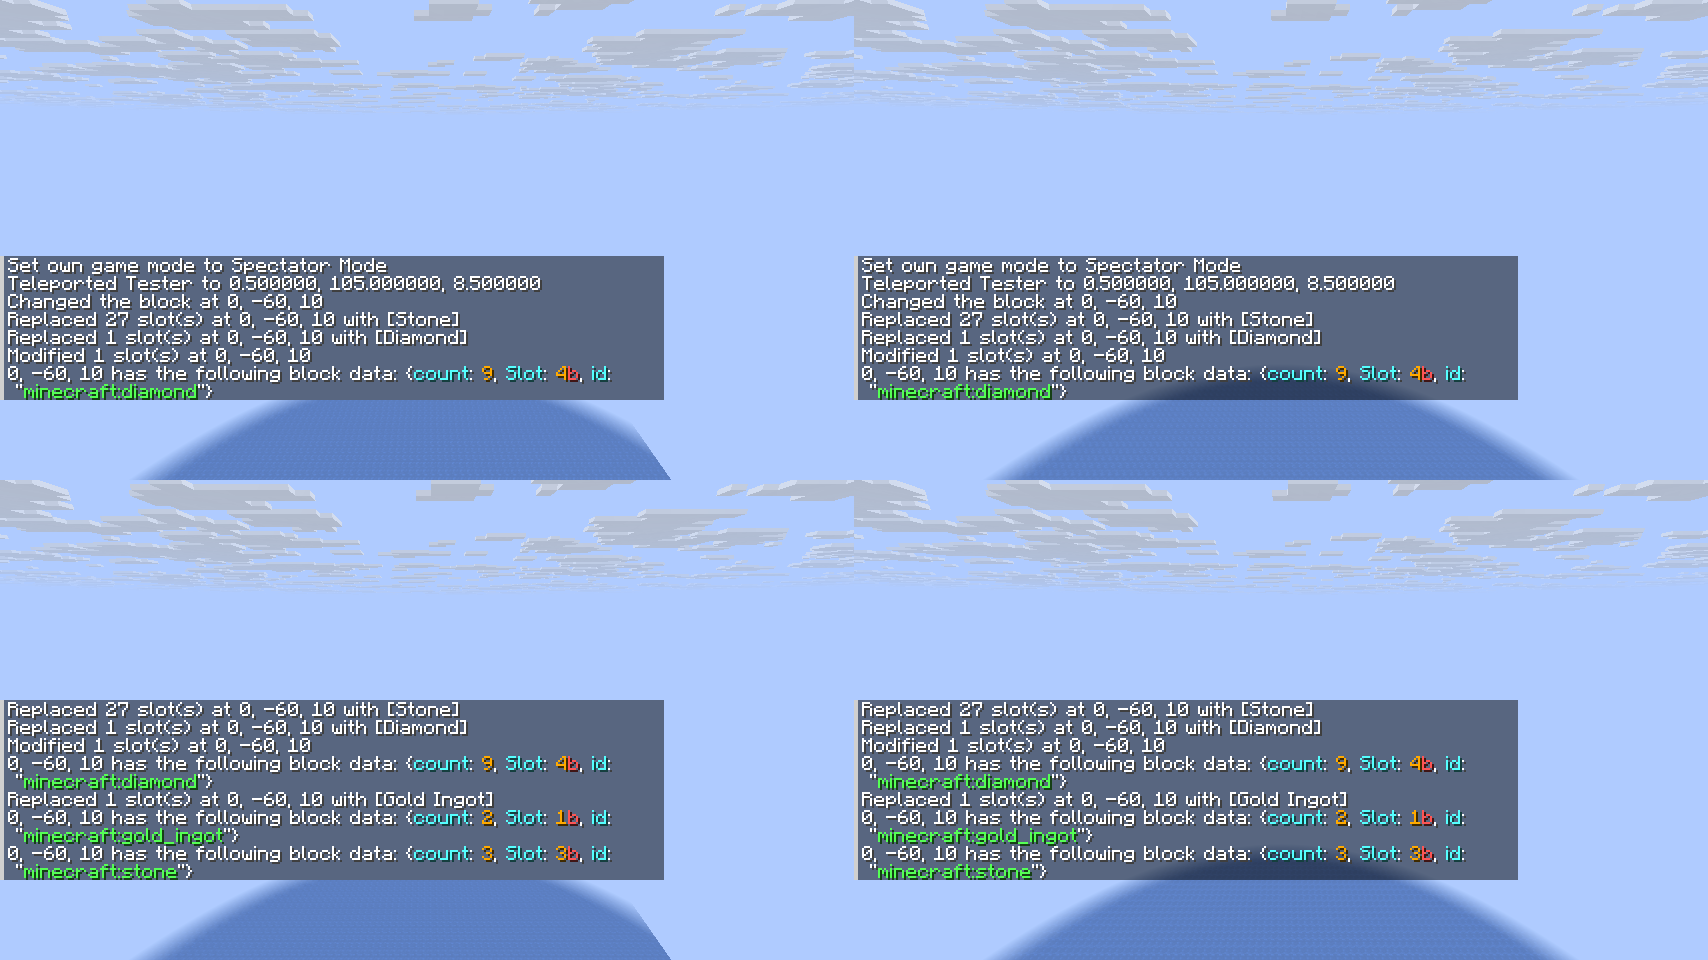 Set own game mode to Spectator Mode
Teleported Tester to 0.500000, 105.000000, 8.500000
Changed the block at 0, -60, 10
Replaced 27 slot(s) at 0, -60, 10 with [Stone]
Replaced 1 slot(s) at 0, -60, 10 with [Diamond]
Modified 1 slot(s) at 0, -60, 10
0, -60, 10 has the following block data: {count: 9, Slot: 4b, id:
"minecraft:diamond"}
Set own game mode to Spectator Mode
Teleported Tester to 0.500000, 105.000000, 8.500000
Changed the block at 0, -60, 10
Replaced 27 slot(s) at 0, -60, 10 with [Stone]
Replaced 1 slot(s) at 0, -60, 10 with [Diamond]
Modified 1 slot(s) at 0, -60, 10
0, -60, 10 has the following block data: {count: 9, Slot: 4b, id:
"minecraft:diamond"}
Replaced 27 slot(s) at 0, -60, 10 with [Stone]
Replaced 1 slot(s) at 0, -60, 10 with [Diamond]
Modified 1 slot(s) at 0, -60, 10
0, -60, 10 has the following block data: {count: 9, Slot: 4b, id:
"minecraft:diamond"}
Replaced 1 slot(s) at 0, -60, 10 with [Gold Ingot]
0, -60, 10 has the following block data: {count: 2, Slot: 1b, id:
"minecraft:gold_ingot"}
0, -60, 10 has the following block data: {count: 3, Slot: 3b, id:
"minecraft:stone"}
Replaced 27 slot(s) at 0, -60, 10 with [Stone]
Replaced 1 slot(s) at 0, -60, 10 with [Diamond]
Modified 1 slot(s) at 0, -60, 10
0, -60, 10 has the following block data: {count: 9, Slot: 4b, id:
"minecraft:diamond"}
Replaced 1 slot(s) at 0, -60, 10 with [Gold Ingot]
0, -60, 10 has the following block data: {count: 2, Slot: 1b, id:
"minecraft:gold_ingot"}
0, -60, 10 has the following block data: {count: 3, Slot: 3b, id:
"minecraft:stone"}